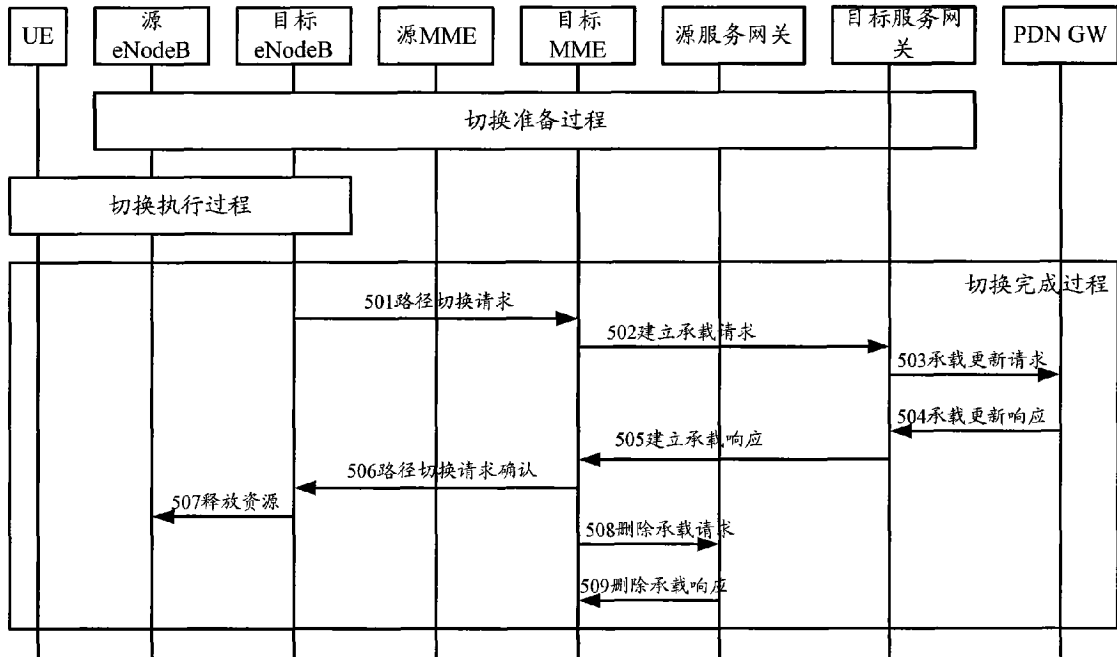 UE
源
eNodeB
目标
eNodeB
源MME
目标
MME
源服务网关
目标服务网
关
PDN GW
切换准备过程
切换执行过程
切换完成过程
501路径切换请求
502建立承载请求
503承载更新请求
504承载更新响应
505建立承载响应
506路径切换请求确认
507释放资源
508删除承载请求
509删除承载响应